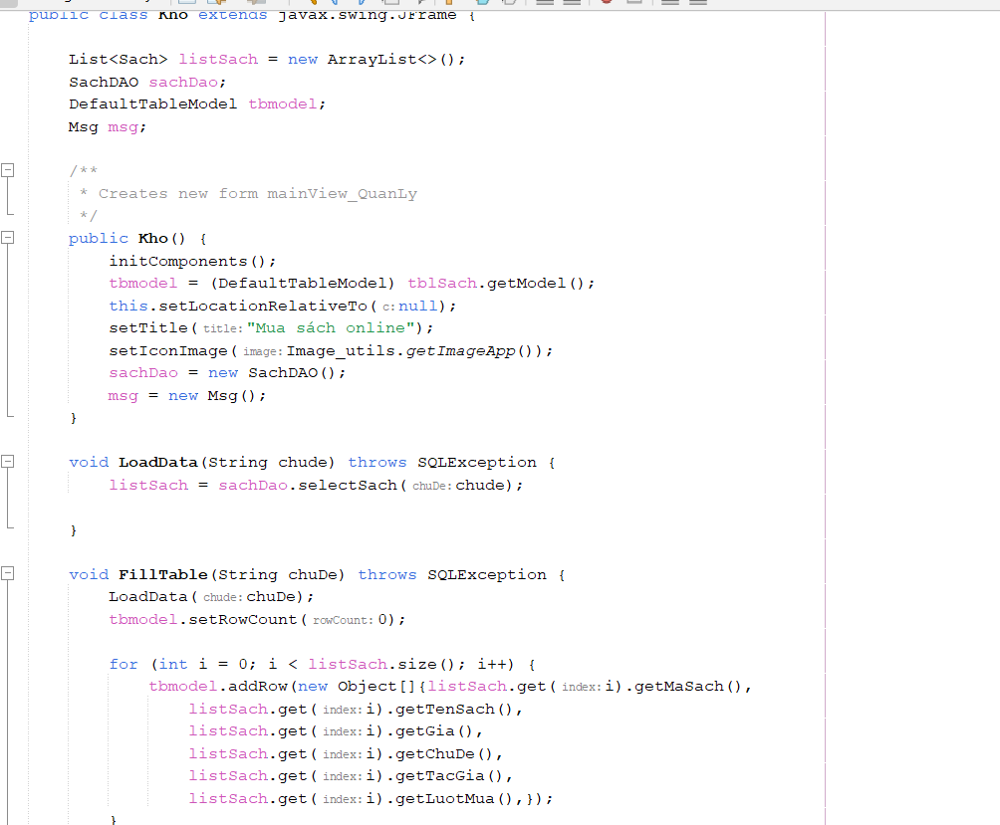 public class Kho extends javax.swing.JFrame {
List<Sach> listSach = new ArrayList<>();
SachDAO sachDao;
DefaultTableModel tbmodel;
Msg msg;
/**
* Creates new form mainView_QuanLy
*/
public Kho() {
initComponents();
tbmodel = (DefaultTableModel) tblSach.getModel();
this.setLocationRelativeTo( c: null);
setTitle( title: "Mua sách online");
setIconImage( image: Image_utils.getImageApp());
sachDao = new SachDAO();
msg = new Msg();
}
void LoadData(String chude) throws SQLException {
listSach = sachDao.selectSach( chuDe: chude);
}
void FillTable(String chuDe) throws SQLException {
LoadData( chude: chuDe);
tbmodel.setRowCount( rowCount: 0);
for (int i = 0; i < listSach.size(); i++) {
tbmodel.addRow(new Object[]{listSach.get( index: i).getMaSach(),
listSach.get( index: i).getTenSach(),
listSach.get( index: i).getGia(),
listSach.get( index: i).getChuDe(),
listSach.get( index: i).getTacGia(),
listSach.get( index: i).getLuotMua(),});
}